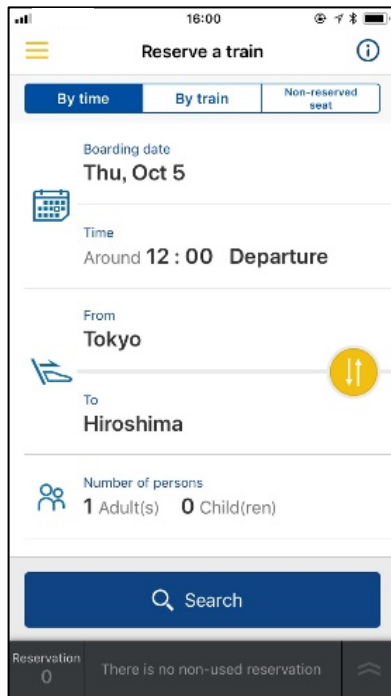 16:00
Reserve a train
By time
By train
Non-reserved
seat
Boarding date
Thu, Oct 5
Time
Around 12 : 00 Departure
From
Tokyo
To
Hiroshima
Number of persons
1 Adult(s) 0 Child(ren)
Search
Reservation
0
There is no non-used reservation